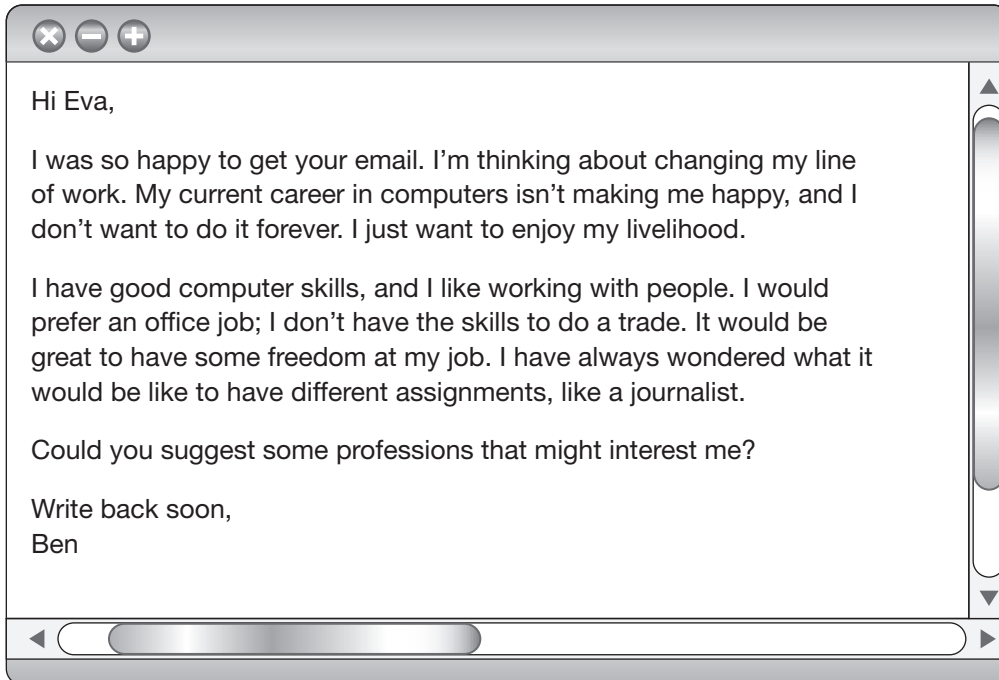 Hi Eva,
I was so happy to get your email. I’m thinking about changing my line
of work. My current career in computers isn’t making me happy, and I
don’t want to do it forever. I just want to enjoy my livelihood.
I have good computer skills, and I like working with people. I would
prefer an office job; I don’t have the skills to do a trade. It would be
great to have some freedom at my job. I have always wondered what it
would be like to have different assignments, like a journalist.
Could you suggest some professions that might interest me?
Write back soon,
Ben